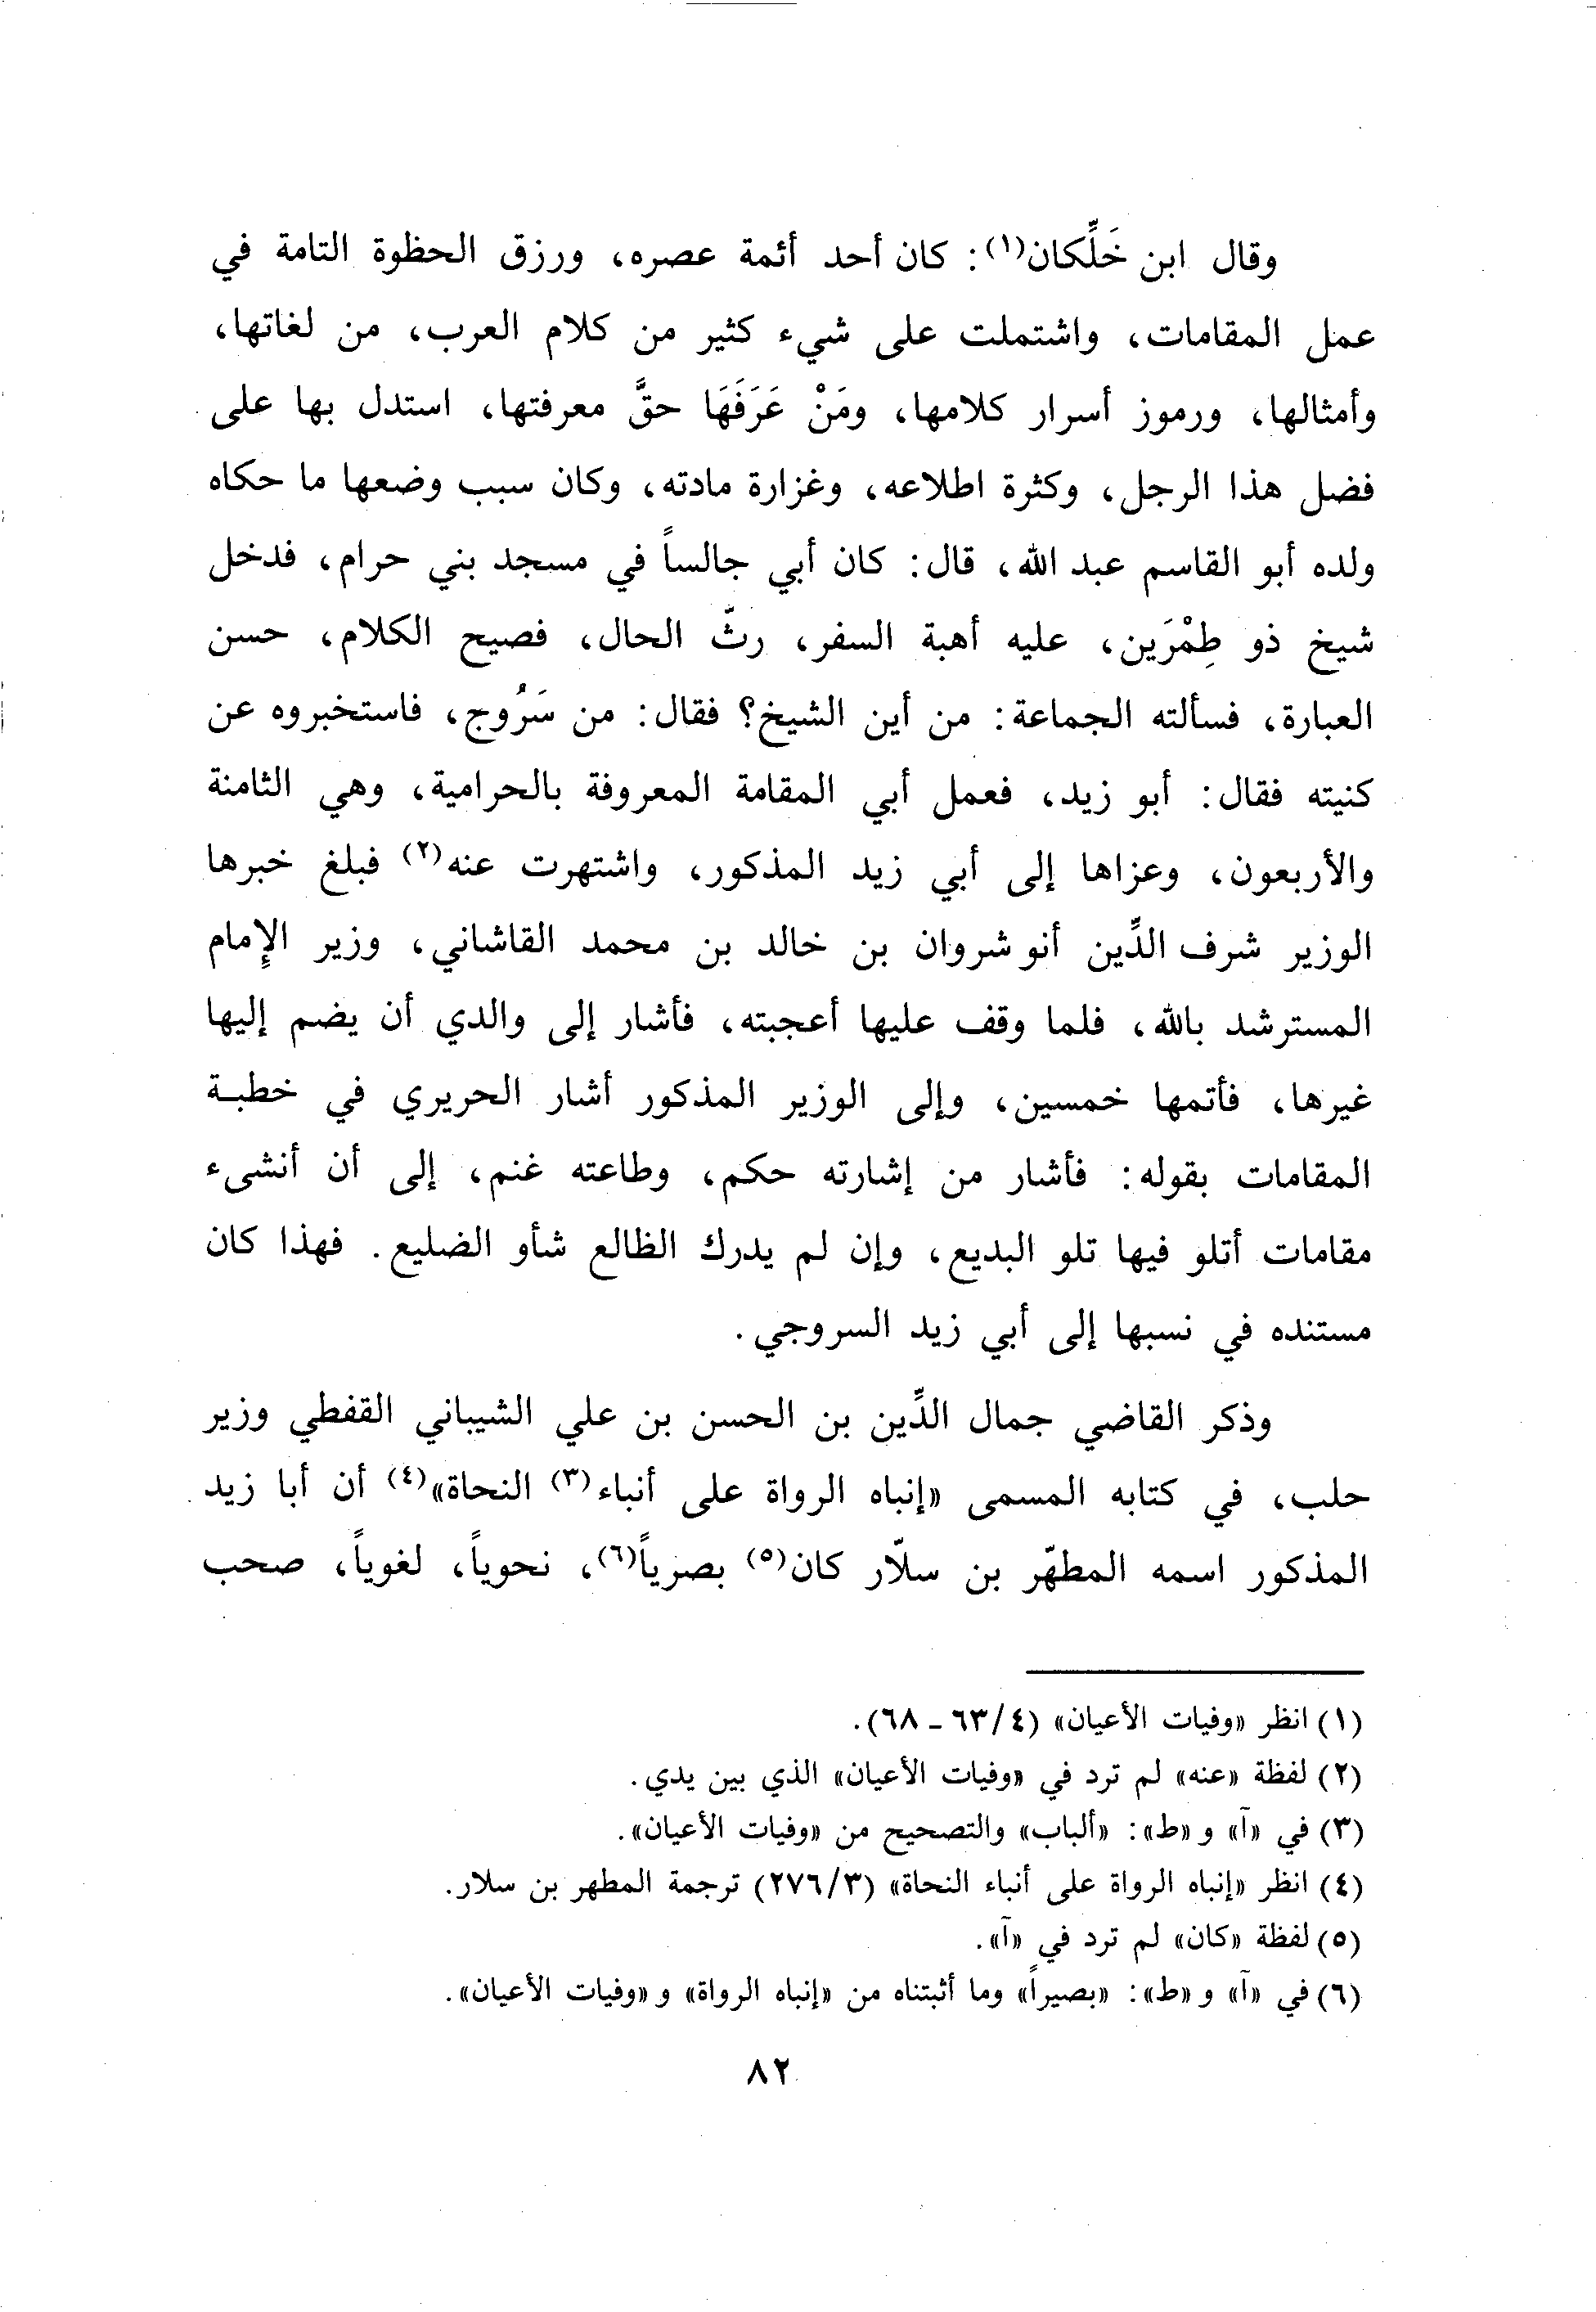 وقال ابن خَلِّكان(١): كان أحد أئمة عصره، ورزق الحظوة التامة في
عمل المقامات، واشتملت على شيء كثير من كلام العرب، من لغاتها،
وأمثالها، ورموز أسرار كلامها، ومَنْ عَرَفَهَا حقَّ معرفتها، استدل بها على
فضل هذا الرجل، وكثرة اطلاعه، وغزارة مادته، وكان سبب وضعها ما حكاه
ولده أبو القاسم عبد الله، قال: كان أبي جالساً في مسجد بني حرام، فدخل
شيخ ذو طِمْرَين، عليه أهبة السفر، رثّ الحال، فصيح الكلام، حسن
العبارة، فسألته الجماعة: من أين الشيخ؟ فقال: من سَرُوج، فاستخبروه عن
كنيته فقال: أبو زيد، فعمل أبي المقامة المعروفة بالحرامية، وهي الثامنة
والأربعون، وعزاها إلى أبي زيد المذكور، واشتهرت عنه(٢) فبلغ خبرها
الوزير شرف الدِّين أنو شروان بن خالد بن محمد القاشاني، وزير الإمام
المسترشد بالله، فلما وقف عليها أعجبته، فأشار إلى والدي أن يضم إليها
غيرها، فأتمها خمسين، وإلى الوزير المذكور أشار الحريري في خطبة
المقامات بقوله: فأشار من إشارته حكم، وطاعته غنم، إلى أن أنشىء
مقامات أتلو فيها تلو البديع، وإن لم يدرك الظالع شأو الضليع. فهذا كان
مستنده في نسبها إلى أبي زيد السروجي.
وذكر القاضي جمال الدِّين بن الحسن بن علي الشيباني القفطي وزير
حلب، في كتابه المسمى «إنباه الرواة على أنباء(٣) النحاة»(٤) أن أبا زيد
المذكور اسمه المطهّر بن سلّار كان(٥) بصرياً(٦)، نحوياً، لغوياً، صحب
(١) انظر «وفيات الأعيان» (٤/٦٣ - ٦٨).
(٢) لفظة «عنه» لم ترد في «وفيات الأعيان» الذي بين يدي.
(٣) في «آ» و «ط»: «ألباب» والتصحيح من «وفيات الأعيان».
(٤) انظر «إنباه الرواة على أنباء النحاة» (٣/٢٧٦) ترجمة المطهر بن سلار.
(٥) لفظة «كان» لم ترد في «آ».
(٦) في «آ» و «ط»: «بصيراً» وما أثبتناه من «إنباه الرواة» و «وفيات الأعيان».
٨٢